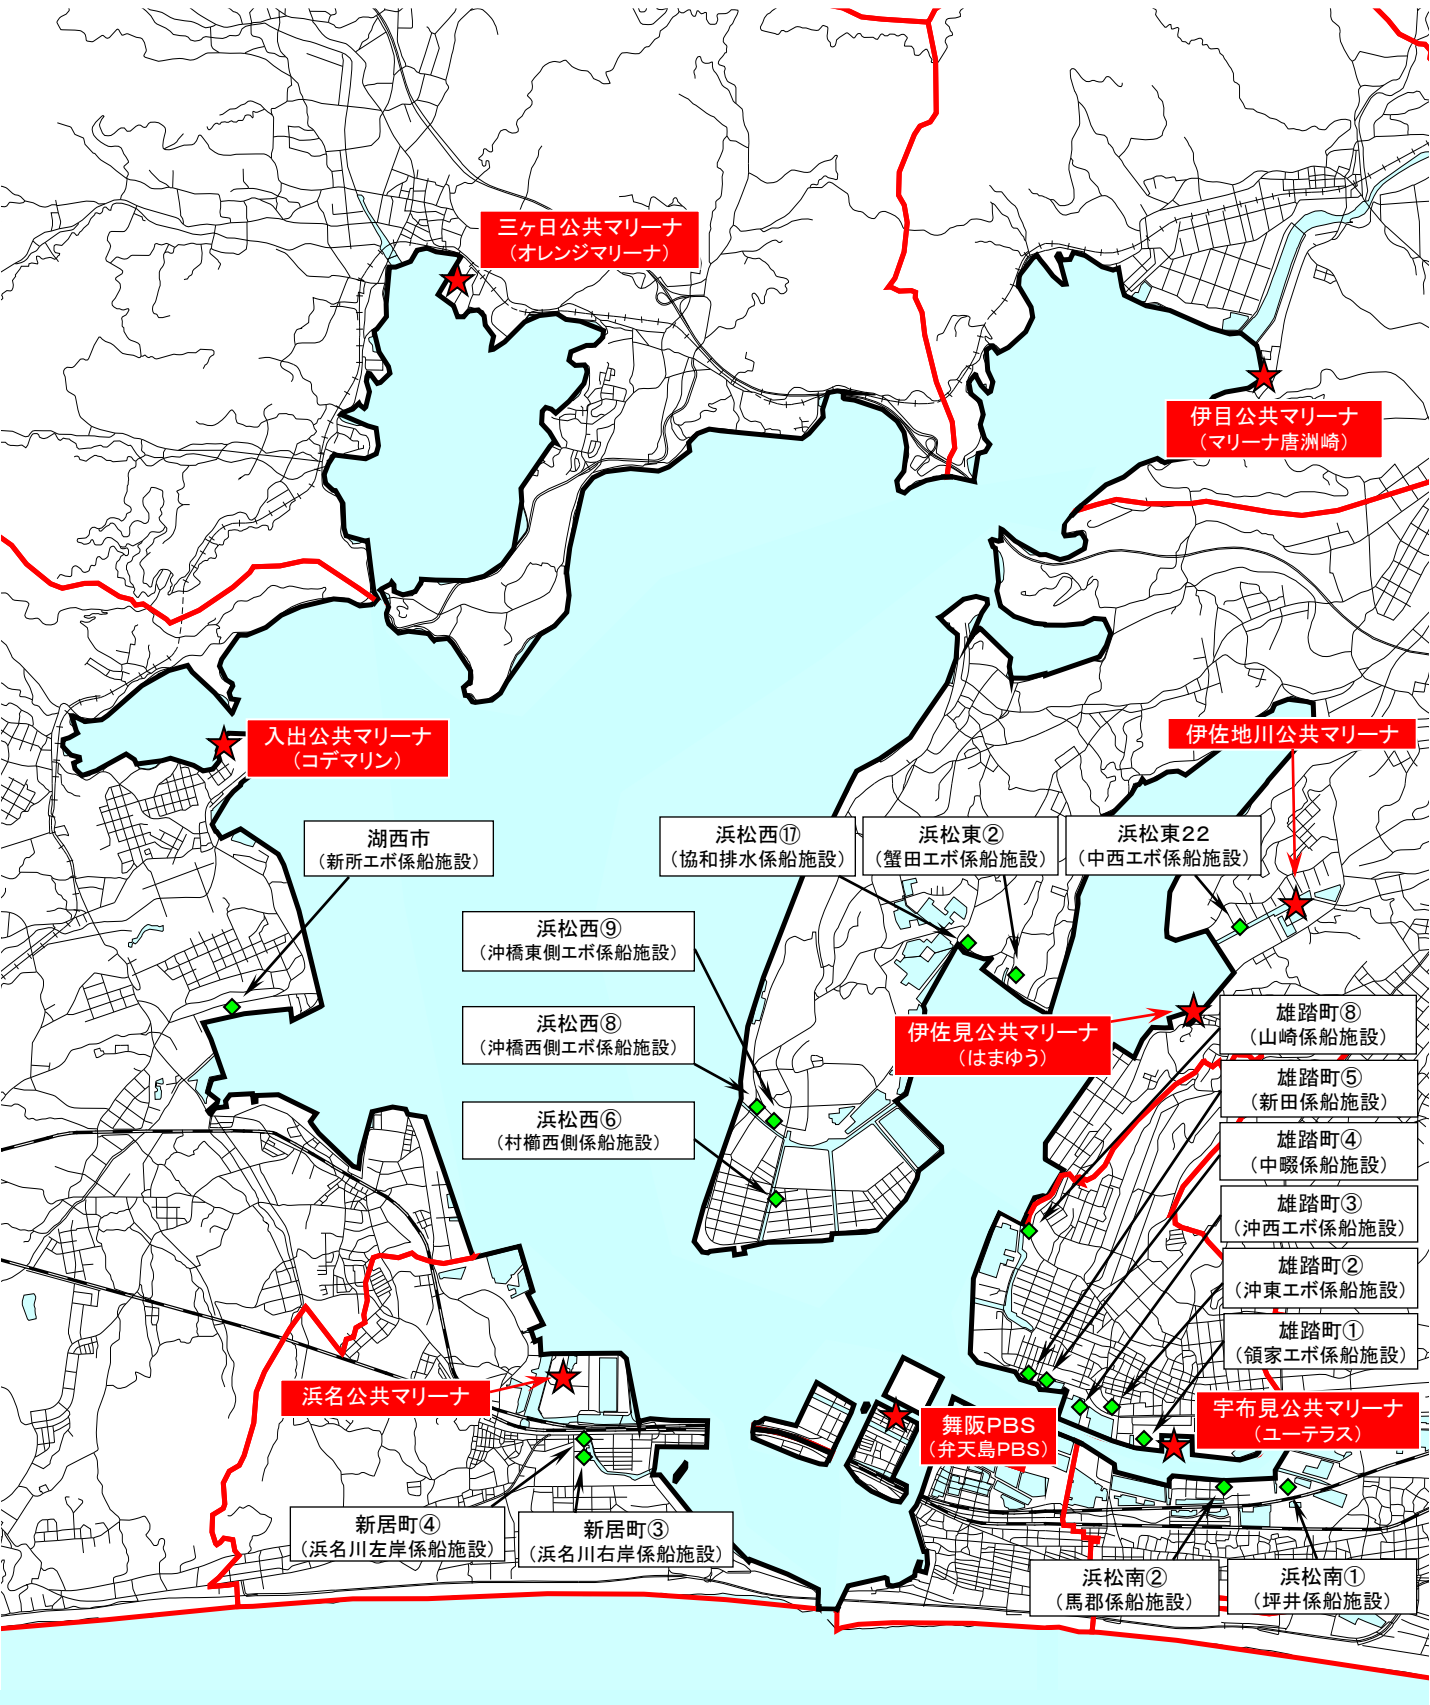 三ヶ日公共マリーナ
（オレンジマリーナ）
伊目公共マリーナ
（マリーナ唐洲崎）
入出公共マリーナ
（コデマリン）
伊佐地川公共マリーナ
湖西市
（新所エボ係船施設）
浜松西⑰
（協和排水係船施設）
浜松東②
（蟹田エボ係船施設）
浜松東22
（中西エボ係船施設）
浜松西⑨
（沖橋東側エボ係船施設）
浜松西⑧
（沖橋西側エボ係船施設）
浜松西⑥
（村櫛西側係船施設）
伊佐見公共マリーナ
（はまゆう）
雄踏町⑧
（山崎係船施設）
雄踏町⑤
（新田係船施設）
雄踏町④
（中畷係船施設）
雄踏町③
（沖西エボ係船施設）
雄踏町②
（沖東エボ係船施設）
雄踏町①
（領家エボ係船施設）
浜名公共マリーナ
舞阪PBS
（弁天島PBS）
宇布見公共マリーナ
（ユーテラス）
新居町④
（浜名川左岸係船施設）
新居町③
（浜名川右岸係船施設）
浜松南②
（馬郡係船施設）
浜松南①
（坪井係船施設）